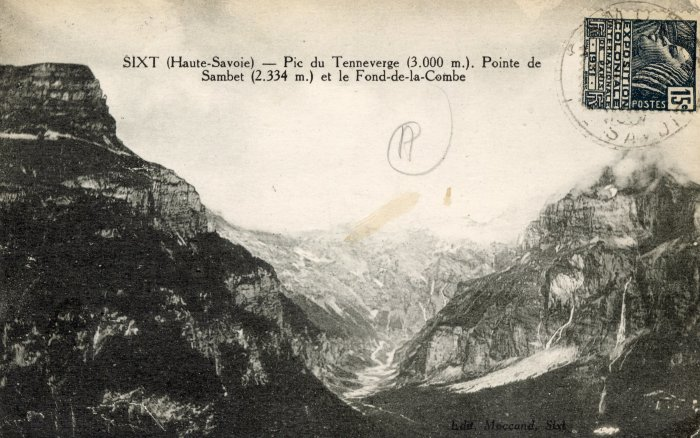 SIXT (Haute-Savoie) — Pic du Tenneverge (3.000 m.). Pointe de
Sambet (2.334 m.) et le Fond-de-la-Combe
POSTES
15c
Edit. Moccand, Sixt